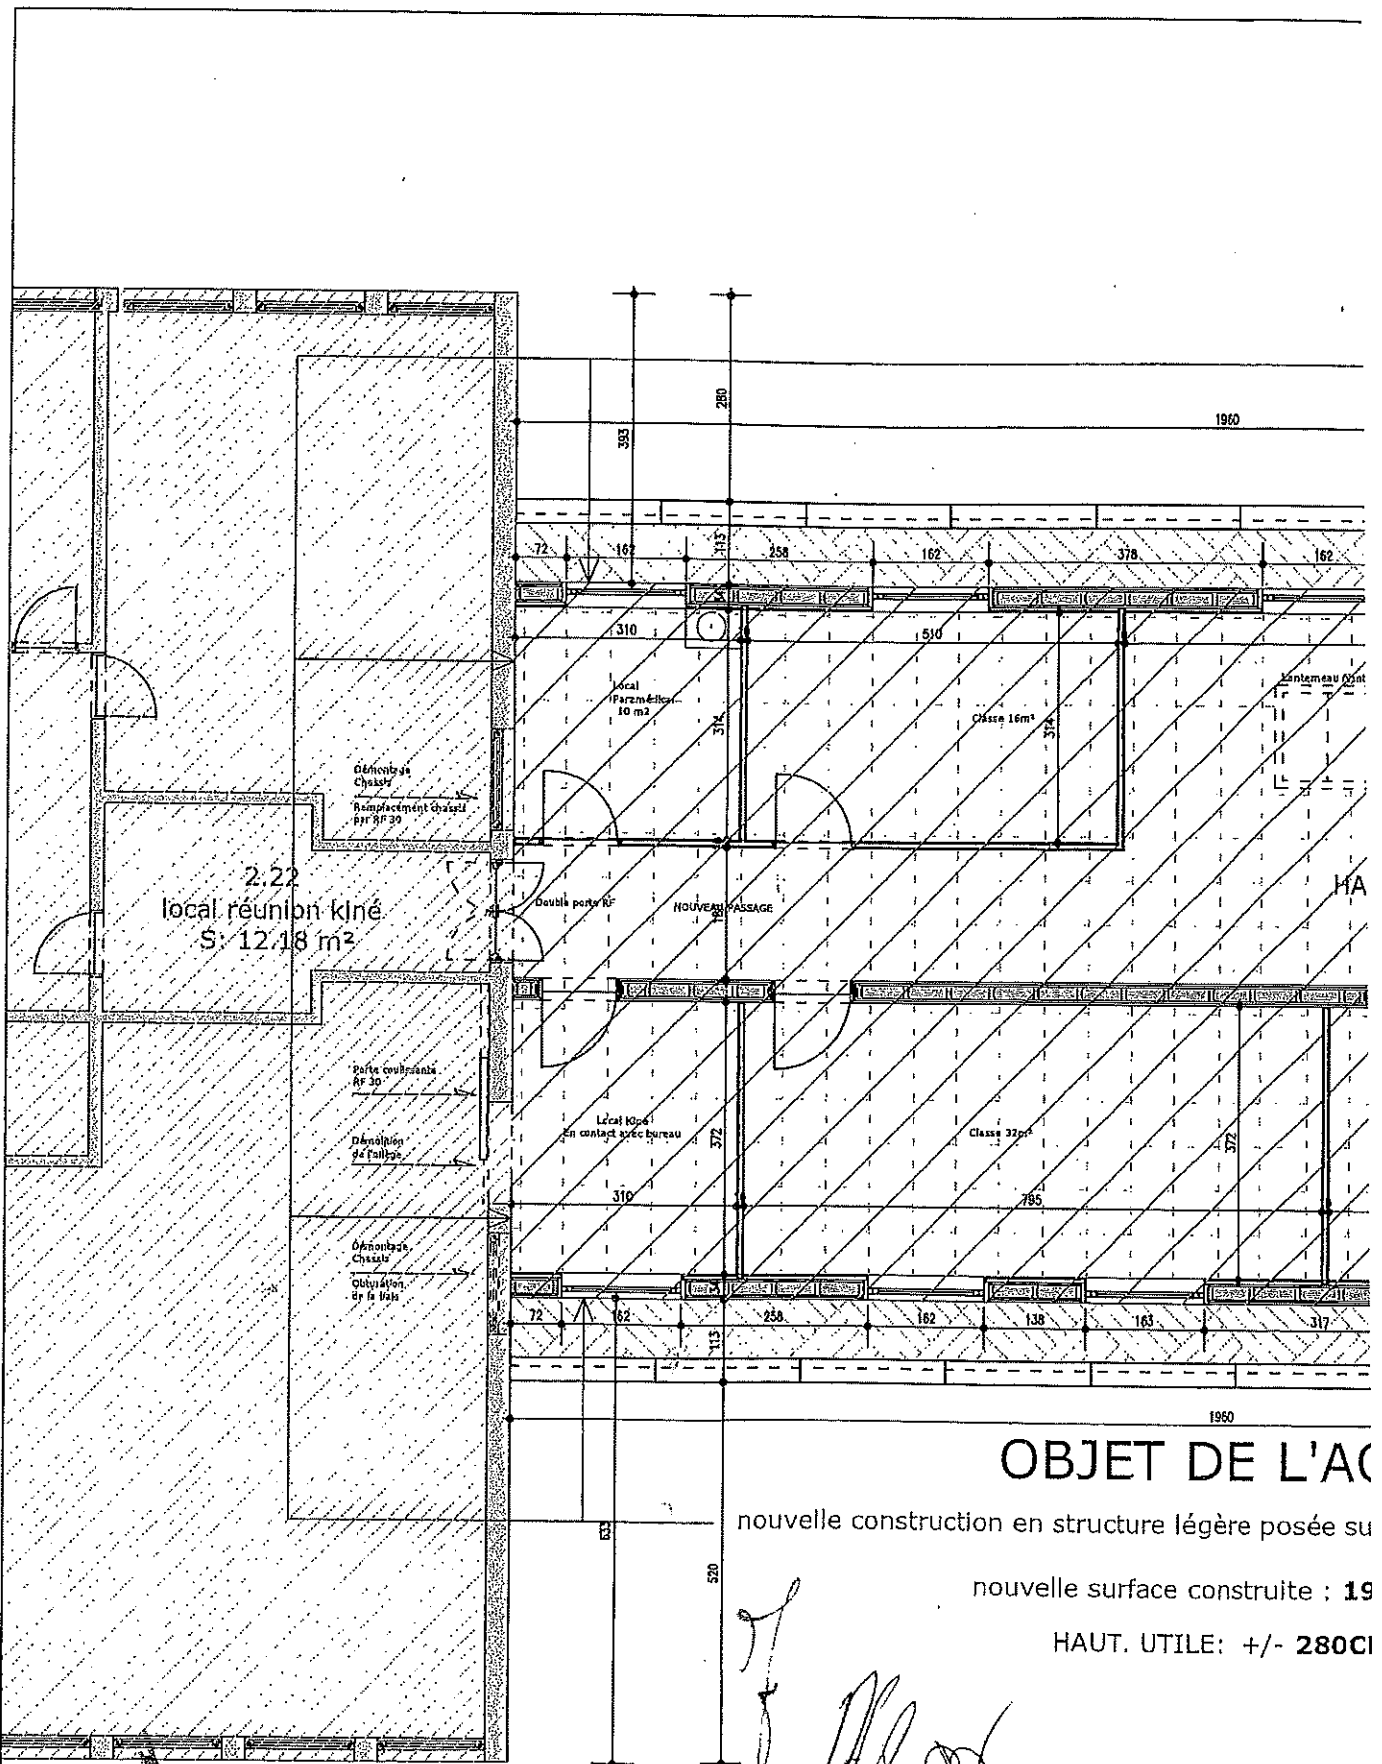 393
280
1960
72
162
113
258
162
378
162
310
510
Local
Paramédical
10 m2
314
Classe 16m²
314
Lanterneau
Démontage
Chassis
Remplacement chassis
par RF 30
2.22
local réunion kiné
S: 12.18 m²
Double porte RF
NOUVEAU PASSAGE
HA
Porte coulissante
RF 30
Démolition
de l'allège
Local Kiné
En contact avec bureau
372
Classe 32m²
372
310
795
Démontage
Chassis
Obturation
de la baie
72
162
113
258
162
138
163
317
1960
OBJET DE L'A
nouvelle construction en structure légère posée su
633
520
nouvelle surface construite : 19
HAUT. UTILE: +/- 280C